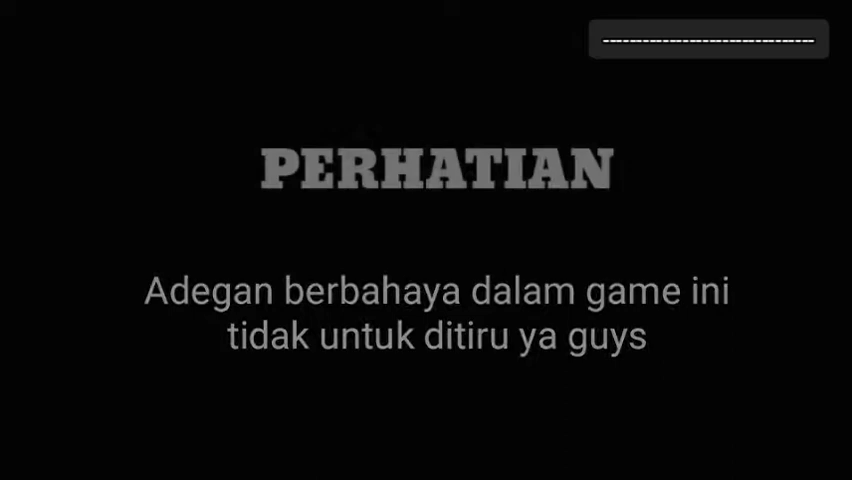 PERHATIAN
Adegan berbahaya dalam game ini
tidak untuk ditiru ya guys